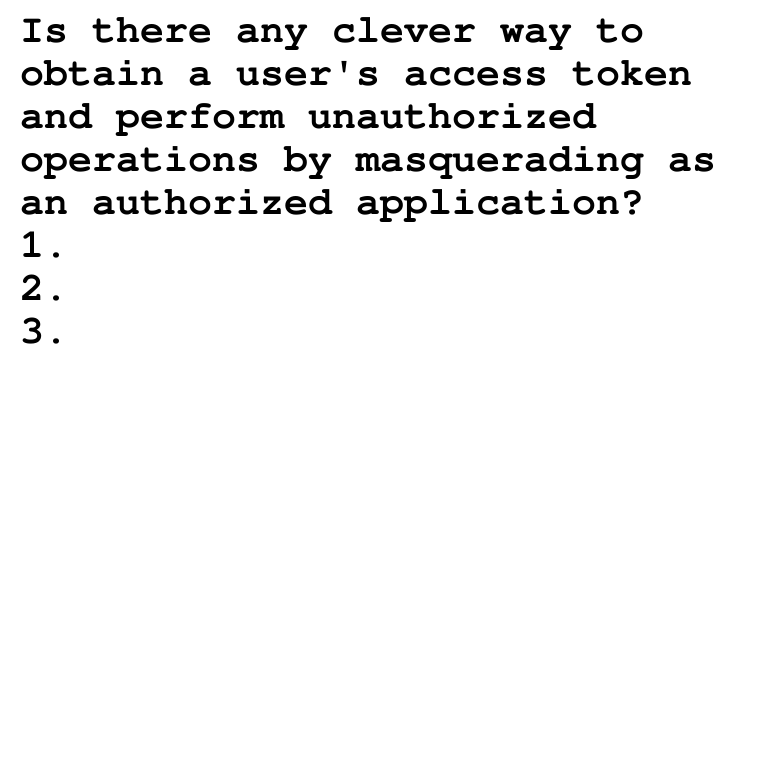 Is there any clever way to
obtain a user's access token
and perform unauthorized
operations by masquerading as
an authorized application?
1.
2.
3.